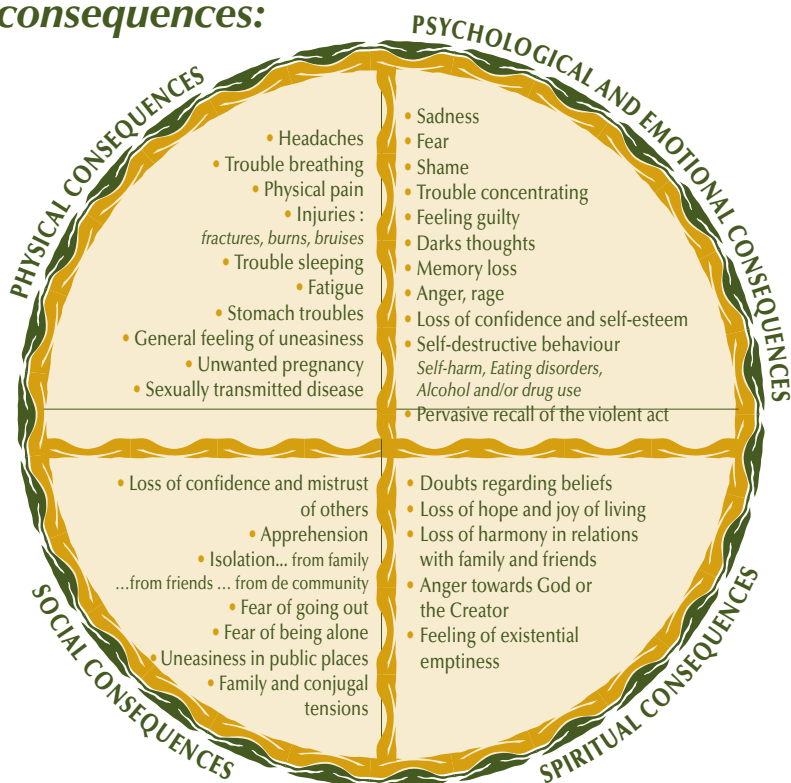 consequences:
PHYSICAL CONSEQUENCES
• Headaches
• Trouble breathing
• Physical pain
• Injuries :
fractures, burns, bruises
• Trouble sleeping
• Fatigue
• Stomach troubles
• General feeling of uneasiness
• Unwanted pregnancy
• Sexually transmitted disease
PSYCHOLOGICAL AND EMOTIONAL CONSEQUENCES
• Sadness
• Fear
• Shame
• Trouble concentrating
• Feeling guilty
• Darks thoughts
• Memory loss
• Anger, rage
• Loss of confidence and self-esteem
• Self-destructive behaviour
Self-harm, Eating disorders,
Alcohol and/or drug use
• Pervasive recall of the violent act
SOCIAL CONSEQUENCES
• Loss of confidence and mistrust
of others
• Apprehension
• Isolation... from family
...from friends ... from de community
• Fear of going out
• Fear of being alone
• Uneasiness in public places
• Family and conjugal
tensions
SPIRITUAL CONSEQUENCES
• Doubts regarding beliefs
• Loss of hope and joy of living
• Loss of harmony in relations
with family and friends
• Anger towards God or
the Creator
• Feeling of existential
emptiness